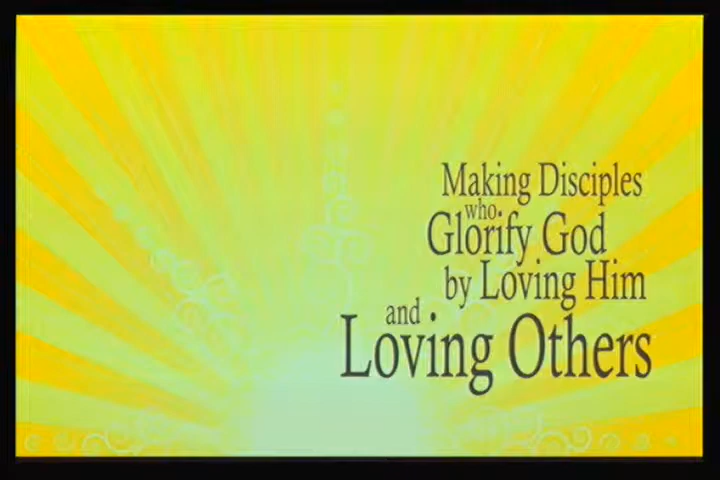 Making Disciples
who
Glorify God
by Loving Him
and
Loving Others